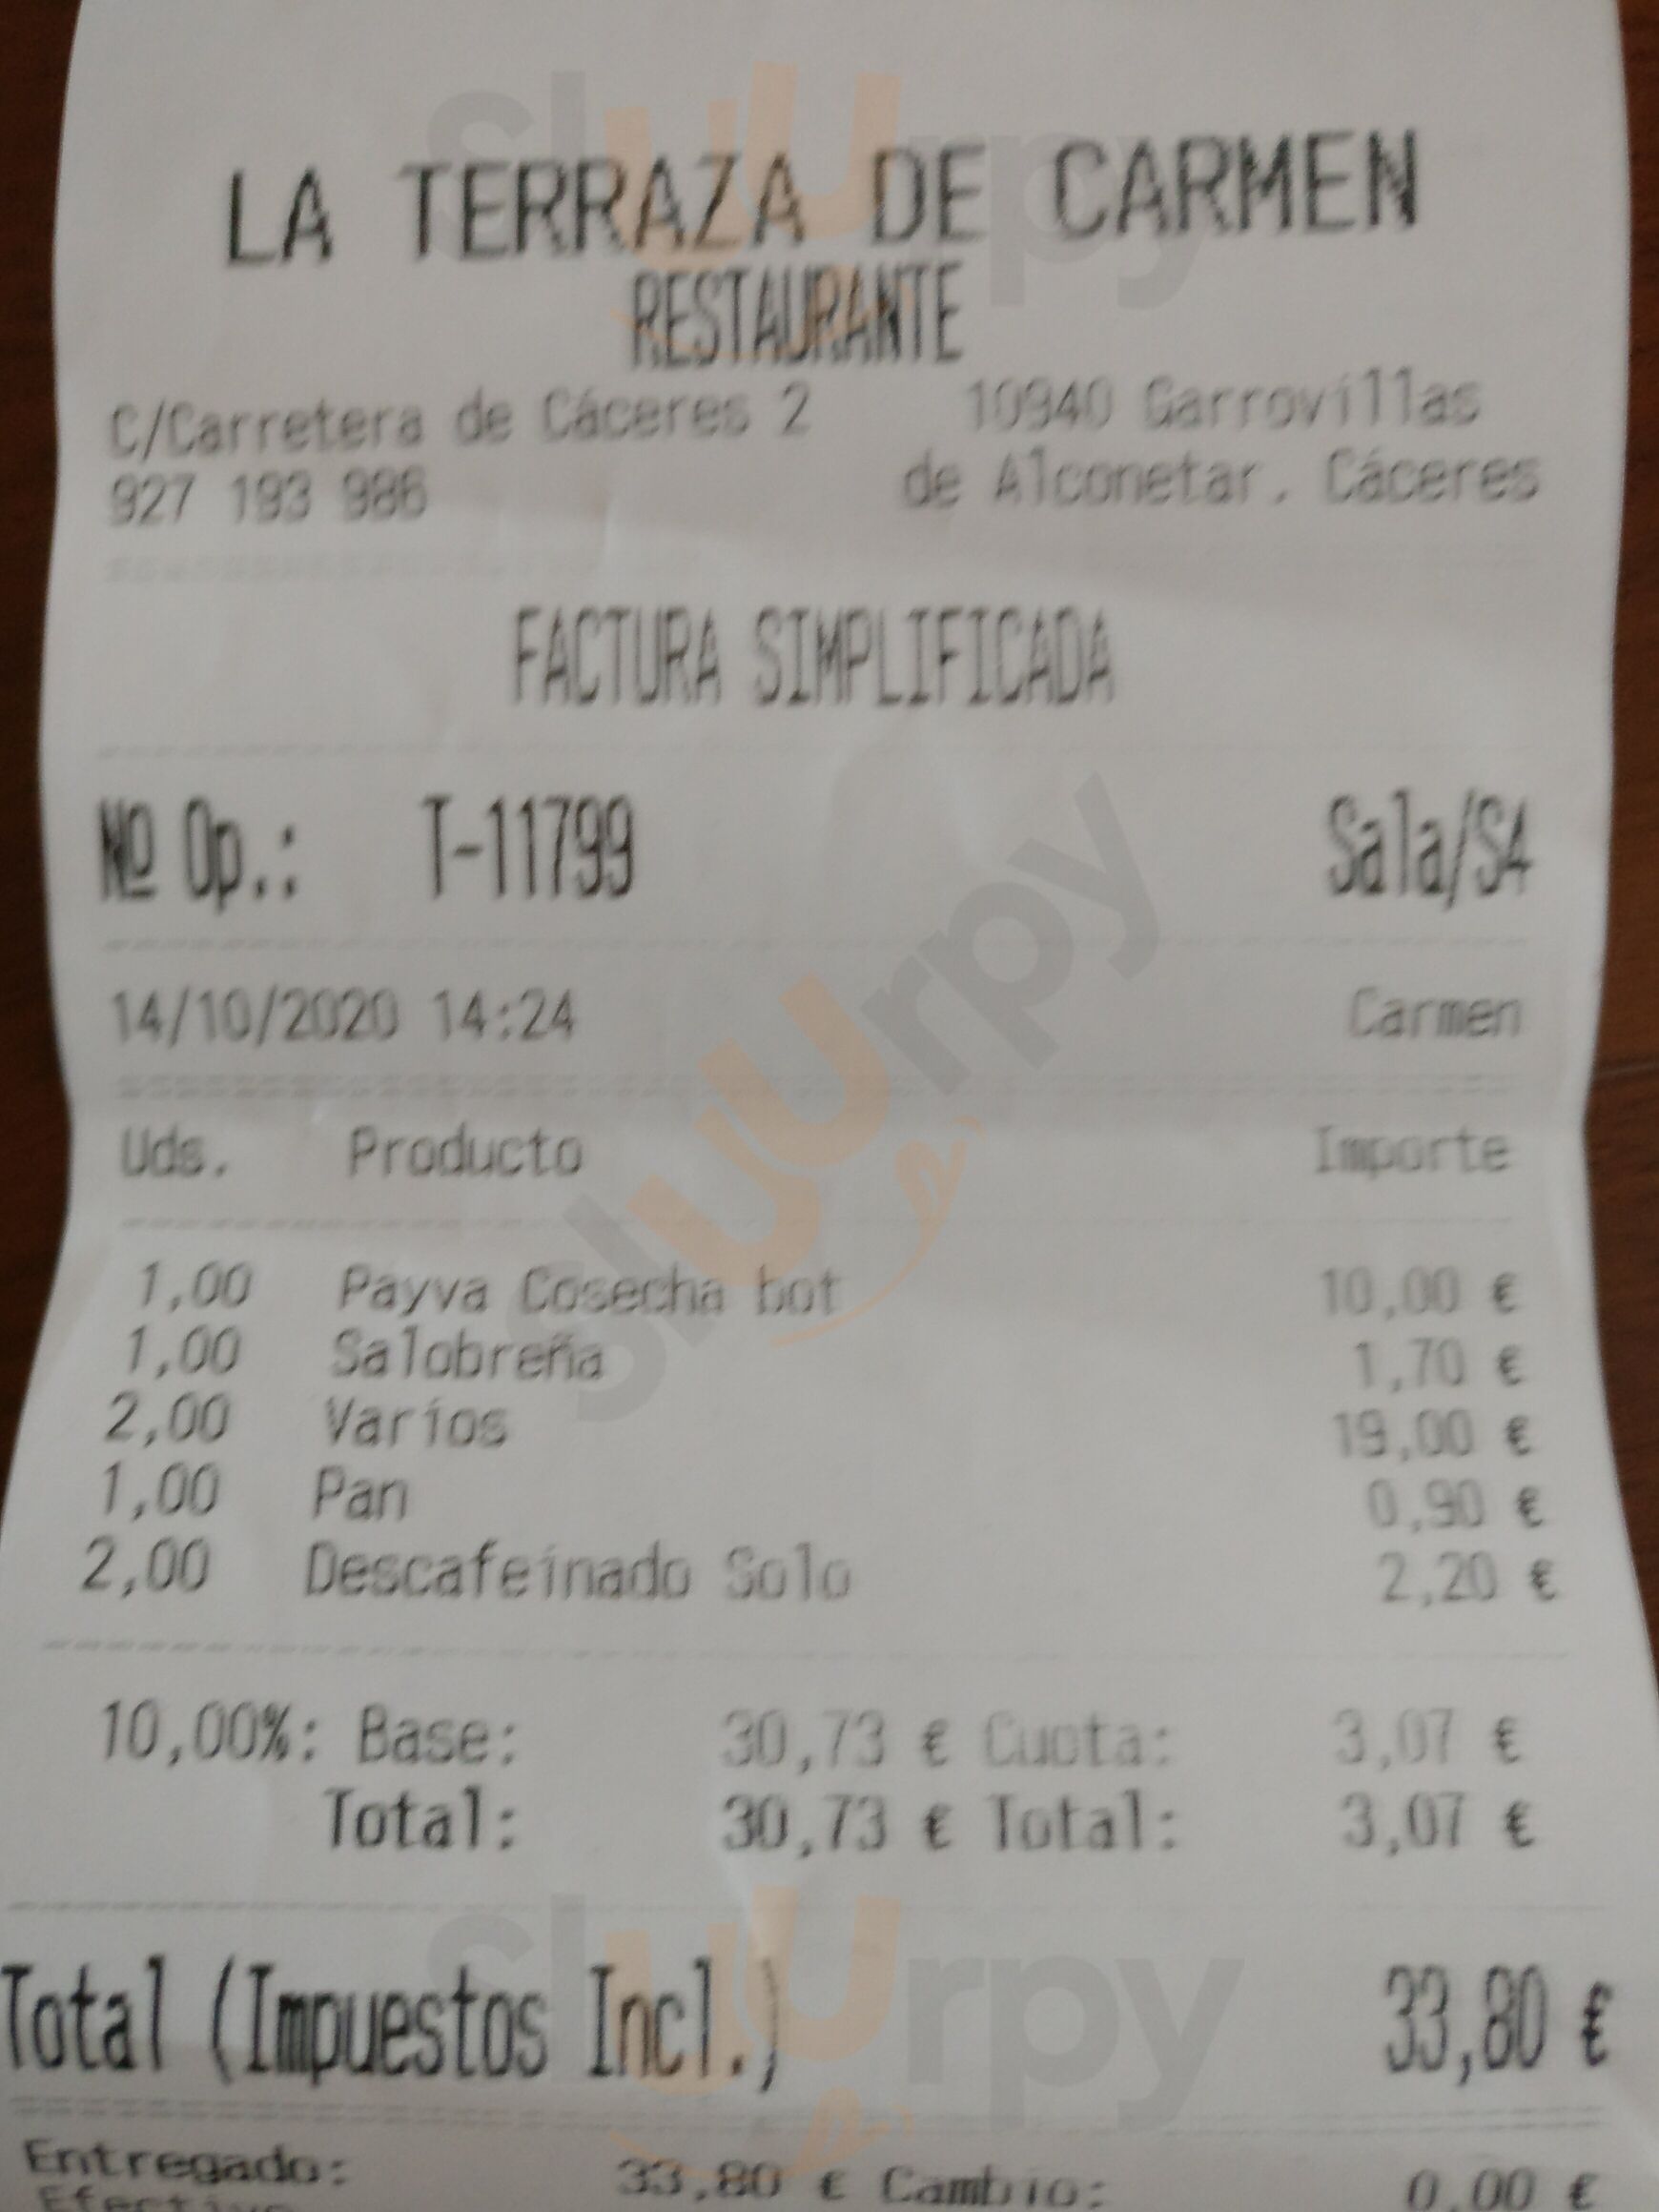 LA TERRAZA DE CARMEN
RESTAURANTE
C/Carretera de Cáceres 2 10940 Garrovillas
927 193 986 de Alconetar. Cáceres
FACTURA SIMPLIFICADA
Nº Op.: T-11799 Sala/S4
14/10/2020 14:24 Carmen
Uds. Producto Importe
1,00 Payva Cosecha bot 10,00 €
1,00 Salobreña 1,70 €
2,00 Varios 19,00 €
1,00 Pan 0,90 €
2,00 Descafeinado Solo 2,20 €
10,00%: Base: 30,73 € Cuota: 3,07 €
Total: 30,73 € Total: 3,07 €
Total (Impuestos Incl.) 33,80 €
Entregado: 33,80 € Cambio: 0,00 €
Efectivo
sluurpy
sluurpy
sluurpy